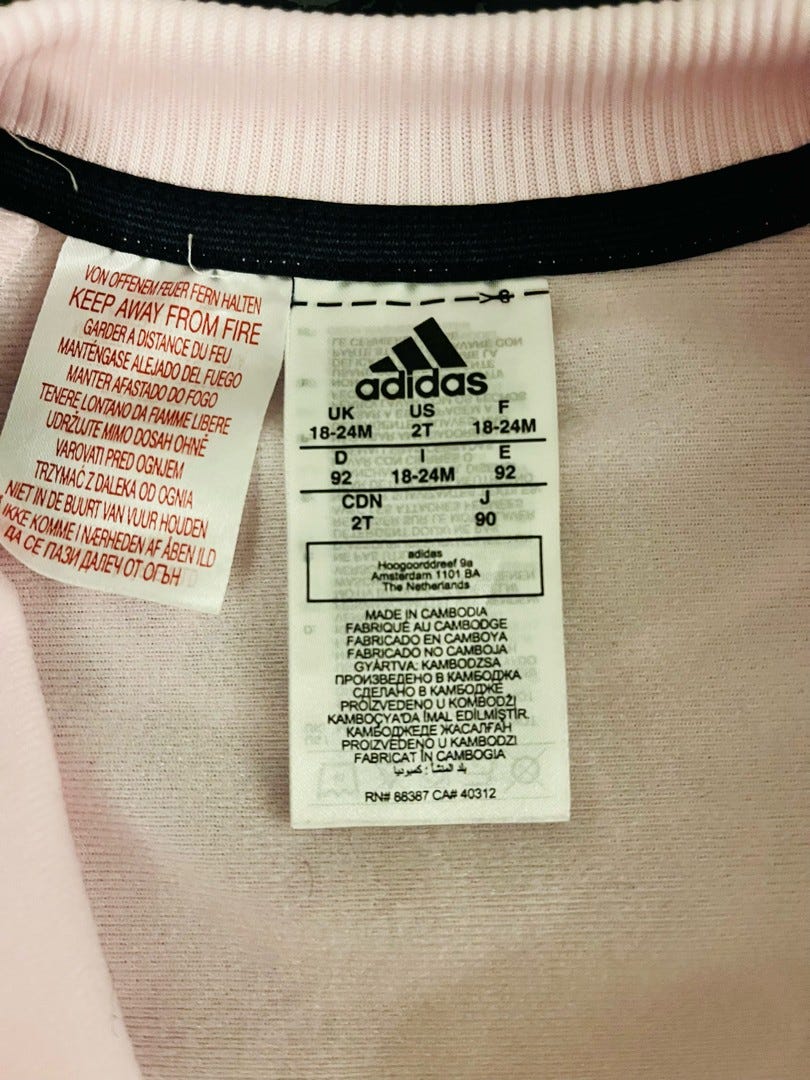 VON OFFENEM FEUER FERN HALTEN
KEEP AWAY FROM FIRE
GARDER A DISTANCE DU FEU
MANTÉNGASE ALEJADO DEL FUEGO
MANTER AFASTADO DO FOGO
TENERE LONTANO DA FIAMME LIBERE
UDRŽUJTE MIMO DOSAH OHNĚ
VAROVATI PRED OGNJEM
TRZYMAĆ Z DALEKA OD OGNIA
NIET IN DE BUURT VAN VUUR HOUDEN
IKKE KOMME I NÆRHEDEN AF ÅBEN ILD
ДА СЕ ПАЗИ ДАЛЕЧ ОТ ОГЪН
adidas
UK US F
18-24M 2T 18-24M
D I E
92 18-24M 92
CDN J
2T 90
adidas
Hoogoorddreef 9a
Amsterdam 1101 BA
The Netherlands
MADE IN CAMBODIA
FABRIQUÉ AU CAMBODGE
FABRICADO EN CAMBOYA
FABRICADO NO CAMBOJA
GYÁRTVA: KAMBODZSA
ПРОИЗВЕДЕНО В КАМБОДЖА
СДЕЛАНО В КАМБОДЖЕ
PROIZVEDENO U KOMBODŽI
KAMBOÇYA'DA İMAL EDİLMİŞTİR.
КАМБОДЖЕДЕ ЖАСАЛҒАН
PROIZVEDENO U KAMBODZI
FABRICAT ÎN CAMBOGIA
بلد المنشأ : كمبوديا
RN# 88387 CA# 40312